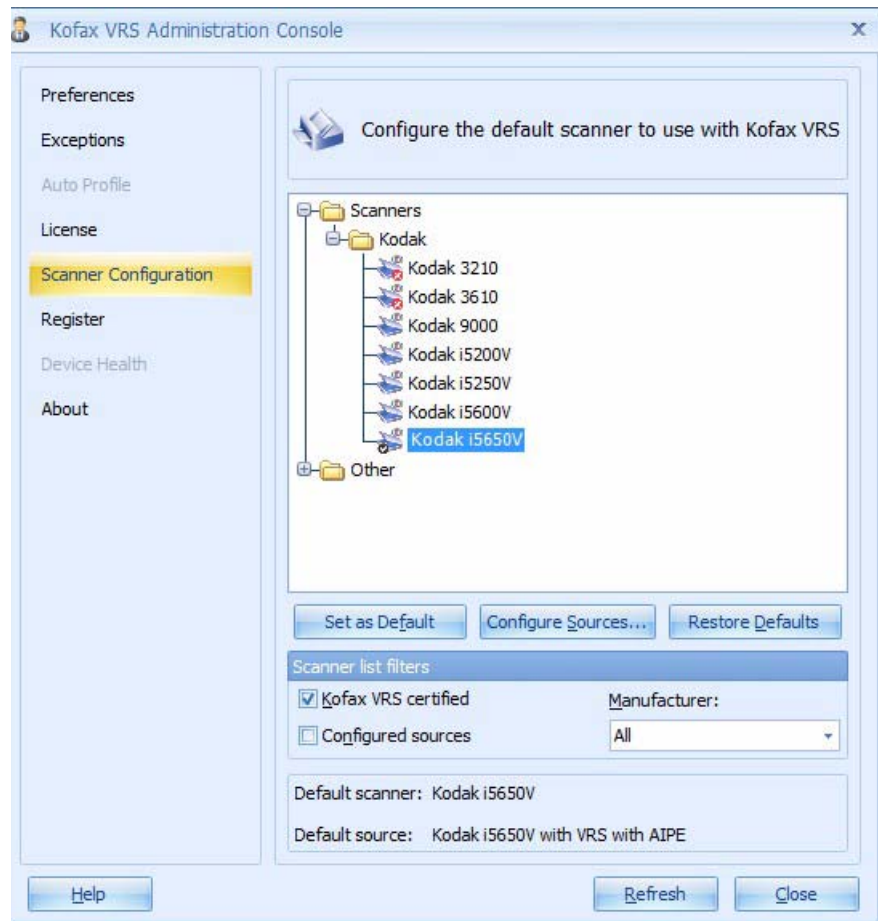 Kofax VRS Administration Console
Preferences
Exceptions
Auto Profile
License
Scanner Configuration
Register
Device Health
About
Configure the default scanner to use with Kofax VRS
Scanners
Kodak
Kodak 3210
Kodak 3610
Kodak 9000
Kodak i5200V
Kodak i5250V
Kodak i5600V
Kodak i5650V
Other
Set as Default Configure Sources... Restore Defaults
Scanner list filters
Kofax VRS certified Manufacturer:
Configured sources All
Default scanner: Kodak i5650V
Default source: Kodak i5650V with VRS with AIPE
Help Refresh Close